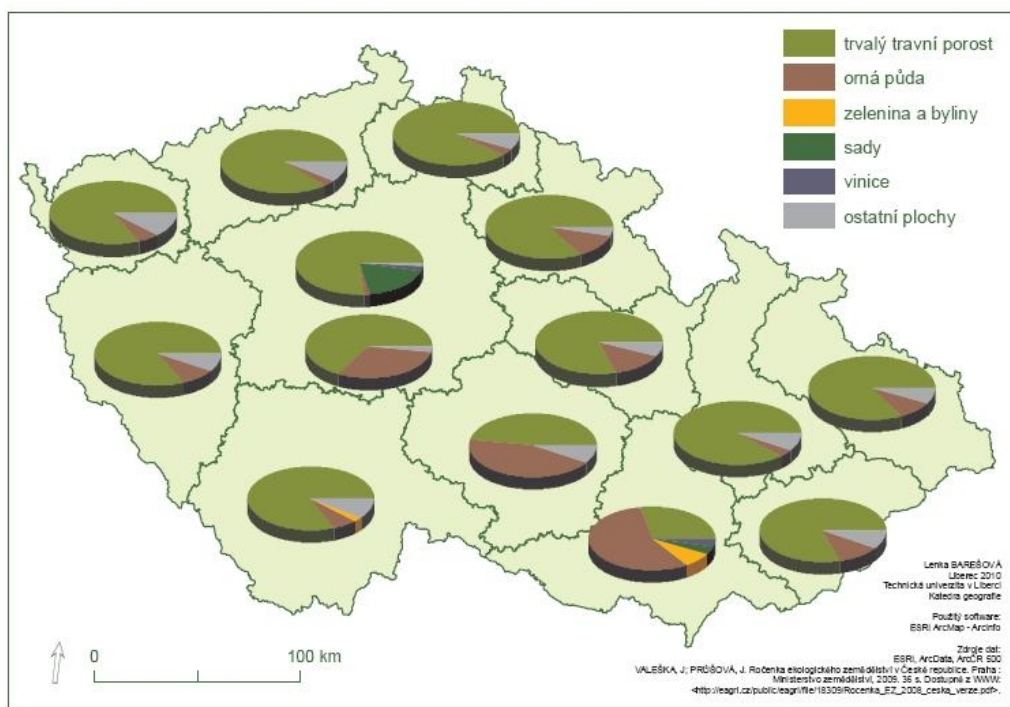 trvalý travní porost
orná půda
zelenina a byliny
sady
vinice
ostatní plochy
Lenka BAREŠOVÁ
Liberec 2010
Technická univerzita v Liberci
Katedra geografie
Použitý software:
ESRI ArcMap - ArcInfo
Zdroje dat:
ESRI, ArcData, ArcČR 500
VALEŠKA, J; PRŮŠOVÁ, J. Ročenka ekologického zemědělství v České republice. Praha :
Ministerstvo zemědělství, 2009. 36 s. Dostupné z WWW:
<http://eagri.cz/public/eagri/file/18309/Rocenka_EZ_2008_ceska_verze.pdf>.
0 100 km